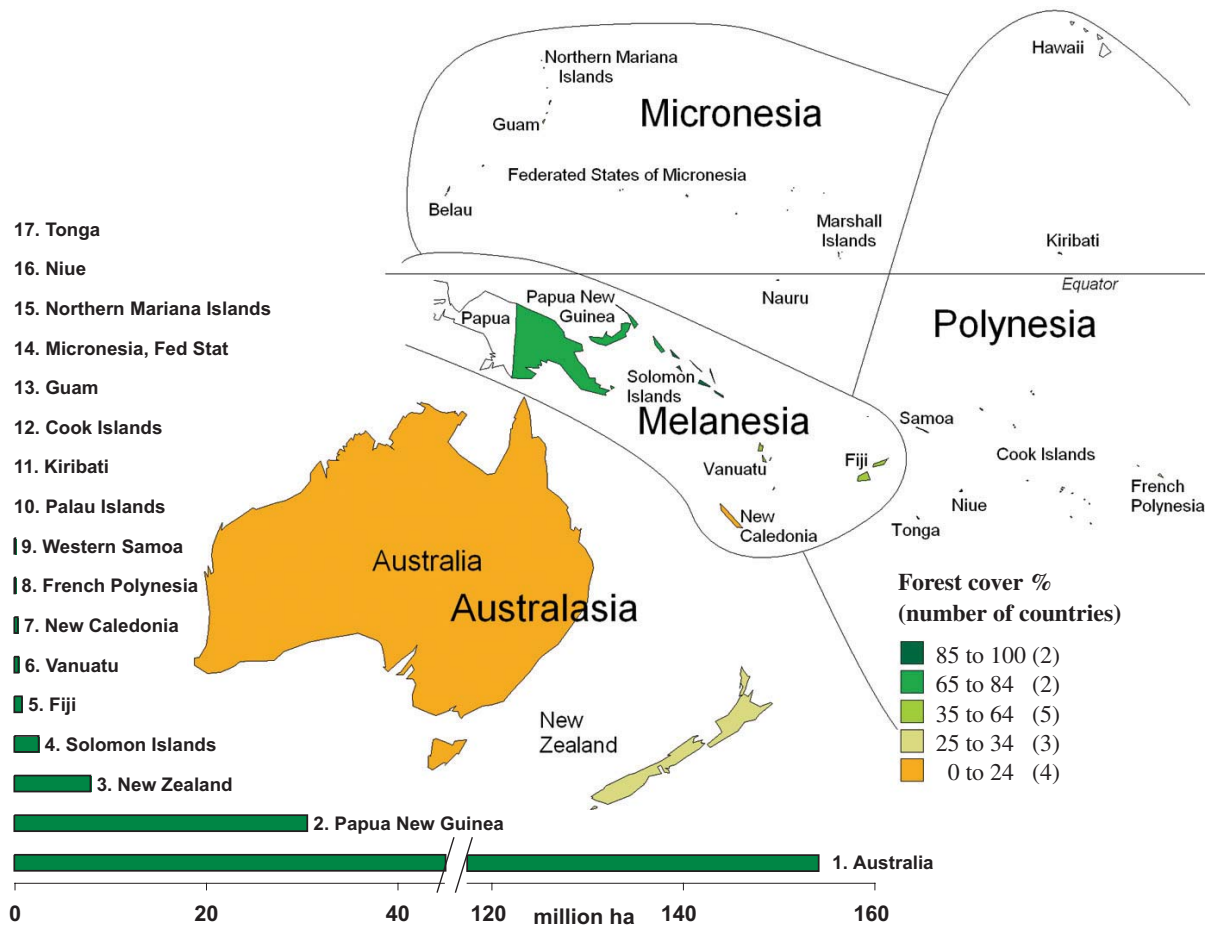 Hawaii
Northern Mariana
Islands
Micronesia
Guam
Federated States of Micronesia
Belau
Marshall
Islands
Kiribati
Equator
Nauru
Papua New
Guinea
Papua
Polynesia
Solomon
Islands
Melanesia
Samoa
Vanuatu
Fiji
Cook Islands
French
Polynesia
Niue
Tonga
New
Caledonia
Australia
Australasia
New
Zealand
17. Tonga
16. Niue
15. Northern Mariana Islands
14. Micronesia, Fed Stat
13. Guam
12. Cook Islands
11. Kiribati
10. Palau Islands
9. Western Samoa
8. French Polynesia
7. New Caledonia
6. Vanuatu
5. Fiji
4. Solomon Islands
3. New Zealand
2. Papua New Guinea
1. Australia
Forest cover %
(number of countries)
85 to 100 (2)
65 to 84 (2)
35 to 64 (5)
25 to 34 (3)
0 to 24 (4)
0 20 40 120 million ha 140 160